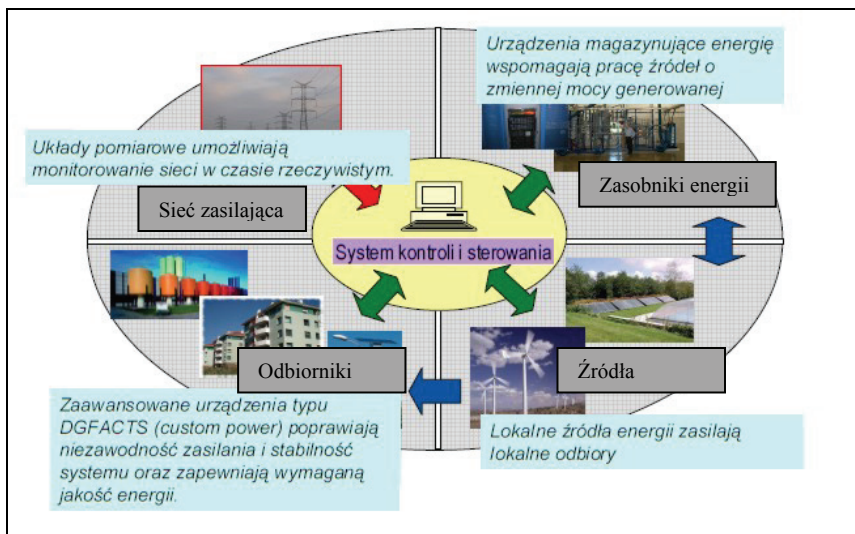 Urządzenia magazynujące energię
wspomagają pracę źródeł o
zmiennej mocy generowanej
Układy pomiarowe umożliwiają
monitorowanie sieci w czasie rzeczywistym.
Sieć zasilająca
Zasobniki energii
System kontroli i sterowania
Odbiorniki
Źródła
Zaawansowane urządzenia typu
DGFACTS (custom power) poprawiają
niezawodność zasilania i stabilność
systemu oraz zapewniają wymaganą
jakość energii.
Lokalne źródła energii zasilają
lokalne odbiory